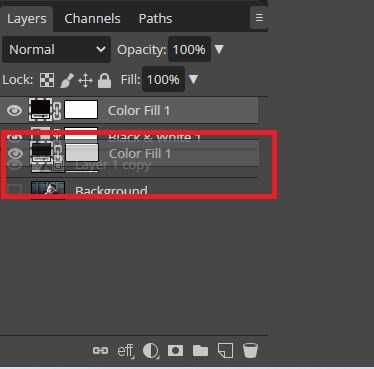 Layers Channels Paths
Normal Opacity: 100%
Lock: Fill: 100%
Color Fill 1
Black & White 1
Color Fill 1
Layer 1 copy
Background
eff